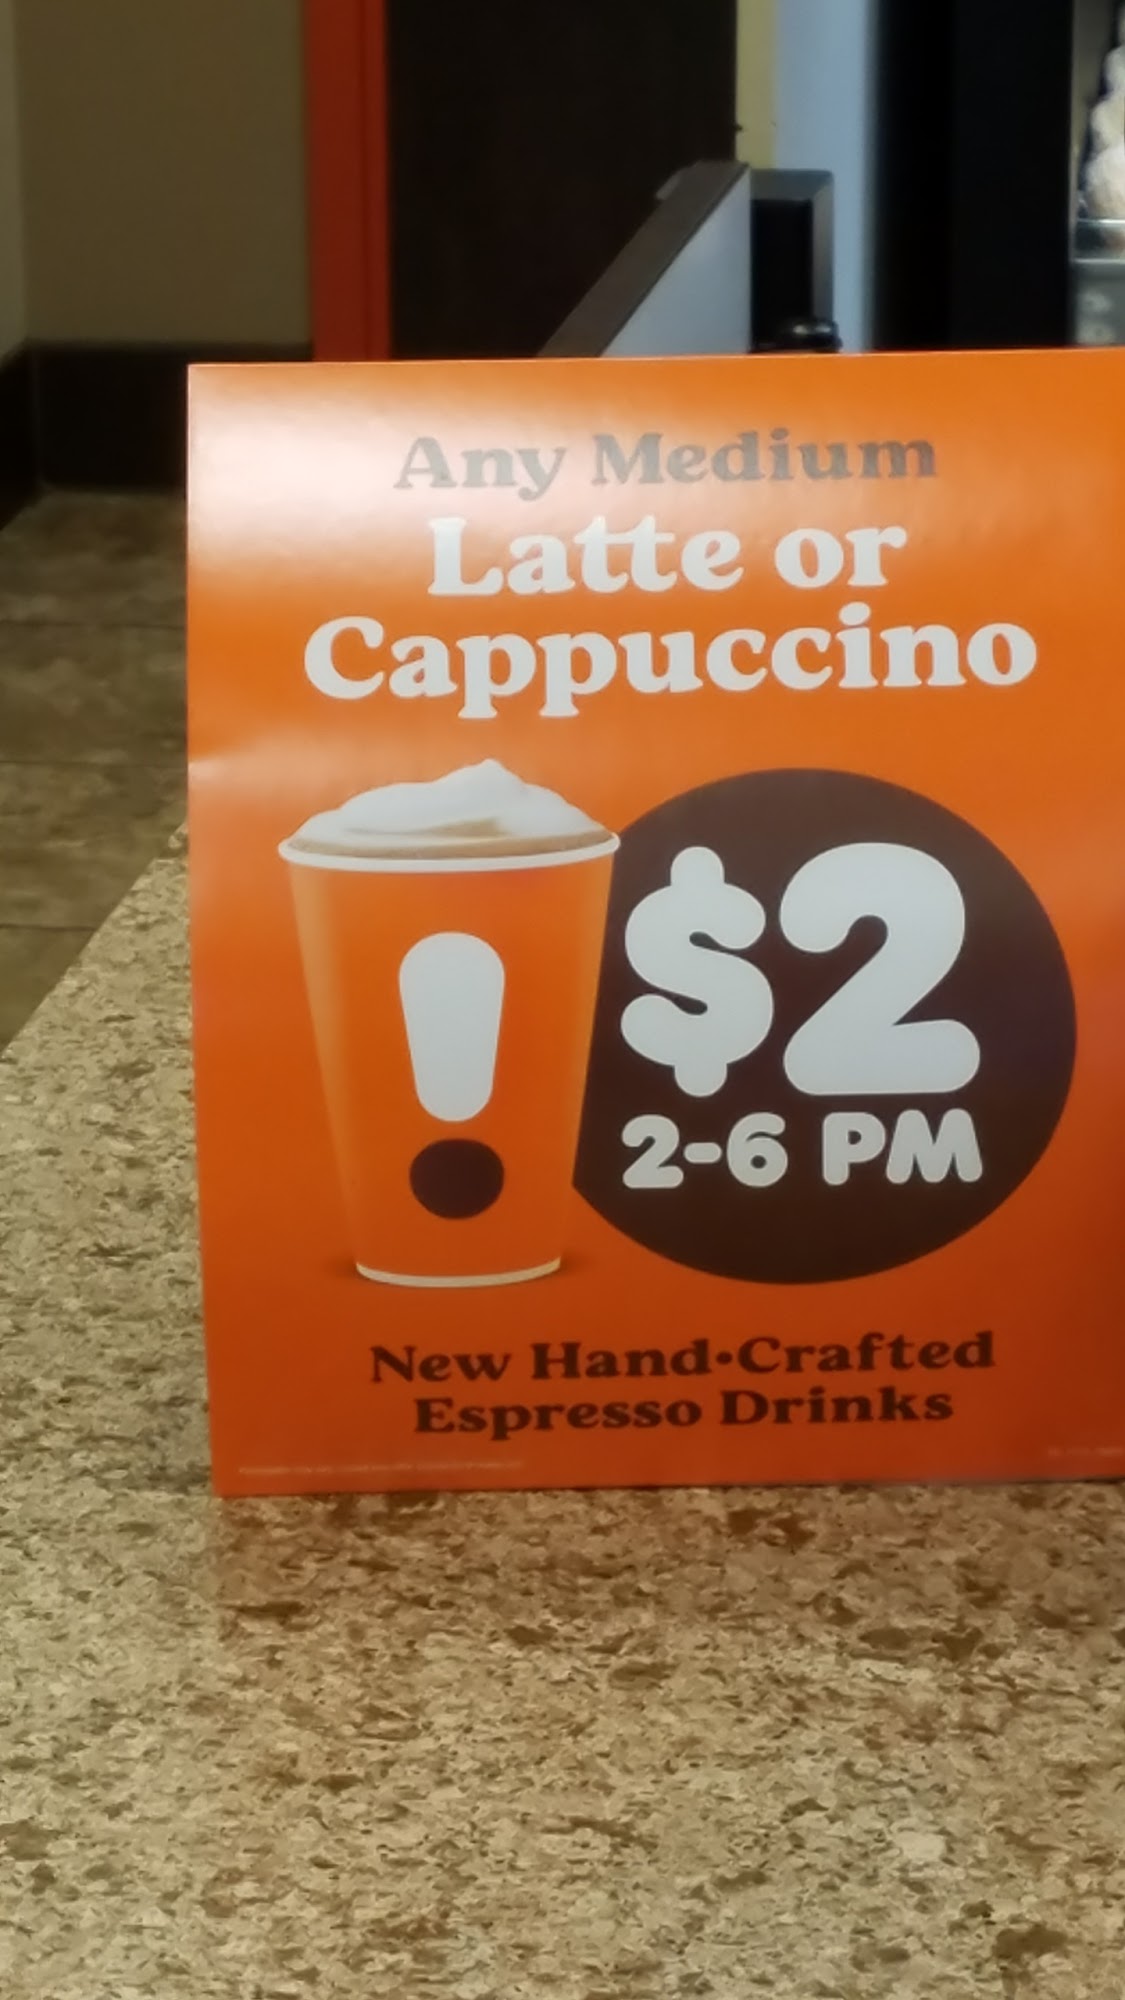 Any Medium
Latte or
Cappuccino
$2
2-6 PM
New Hand•Crafted
Espresso Drinks